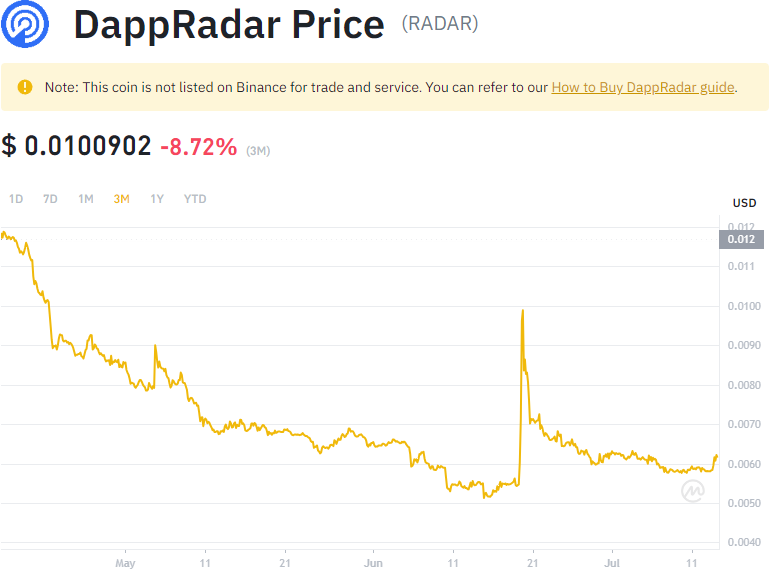 DappRadar Price (RADAR)
Note: This coin is not listed on Binance for trade and service. You can refer to our How to Buy DappRadar guide.
$ 0.0100902 -8.72% (3M)
1D 7D 1M 3M 1Y YTD
USD
0.012
0.012
0.011
0.0100
0.0090
0.0080
0.0070
0.0060
0.0050
0.0040
May 11 21 Jun 11 21 Jul 11